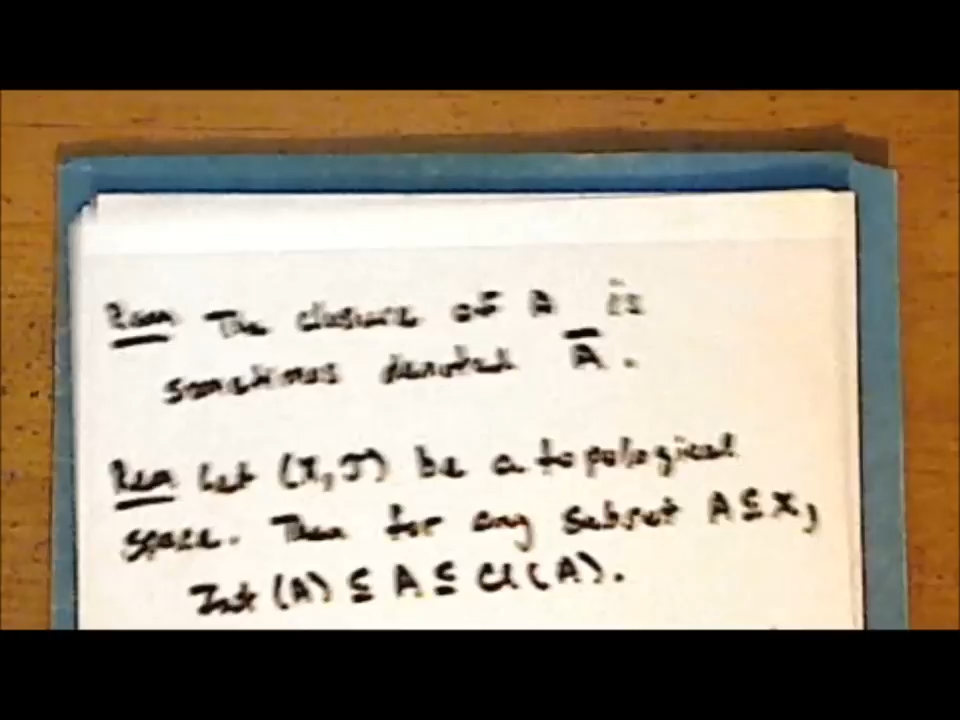 Rem The closure of A is
sometimes denoted A̅.
Rem Let (X, 𝒯) be a topological
space. Then for any subset A ⊆ X,
Int (A) ⊆ A ⊆ Cl (A).